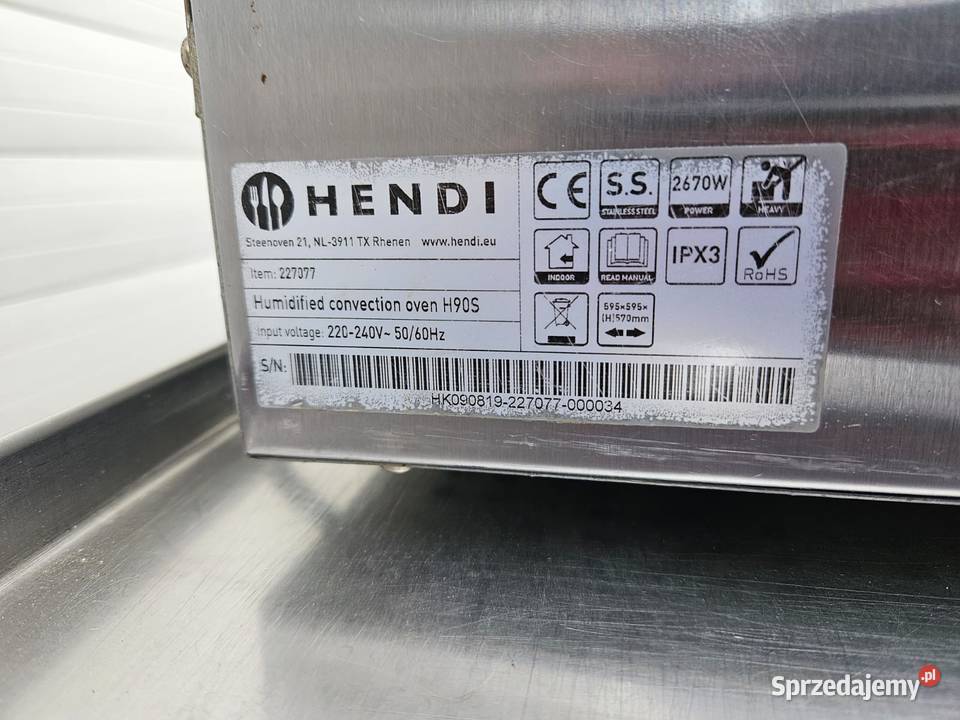 HENDI
Steenoven 21, NL-3911 TX Rhenen www.hendi.eu
Item: 227077
Humidified convection oven H90S
Input voltage: 220-240V~ 50/60Hz
S/N:
HK090819-227077-000034
CE
S.S.
STAINLESS STEEL
2670W
POWER
HEAVY
INDOOR
READ MANUAL
IPX3
RoHS
595×595×
(H)570mm
Sprzedajemy.pl